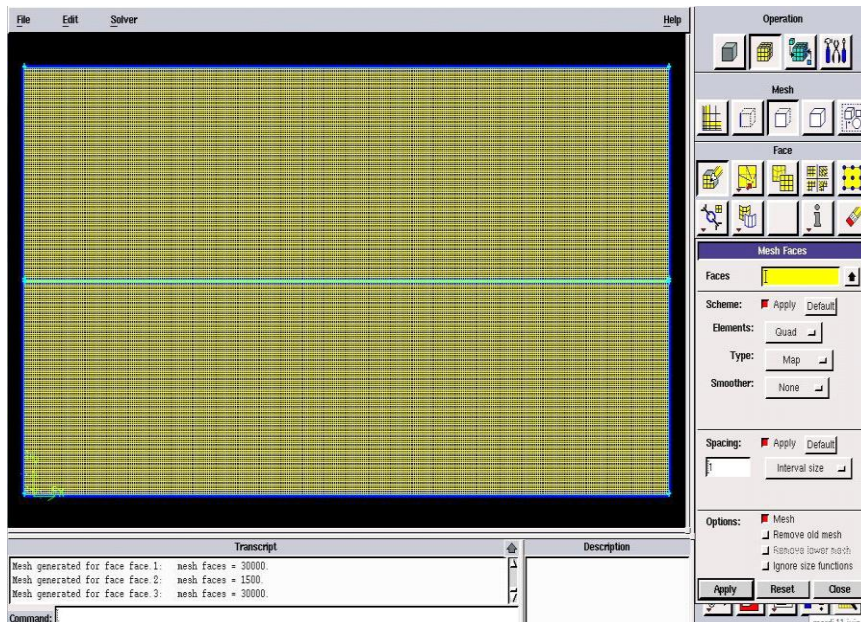 File Edit Solver Help
Operation
Mesh
Face
Mesh Faces
Faces
Scheme: Apply Default
Elements: Quad
Type: Map
Smoother: None
Spacing: Apply Default
1 Interval size
Options: Mesh
Remove old mesh
Remove lower mesh
Ignore size functions
Apply Reset Close
Transcript Description
Mesh generated for face face.1: mesh faces = 30000.
Mesh generated for face face.2: mesh faces = 1500.
Mesh generated for face face.3: mesh faces = 30000.
Command: